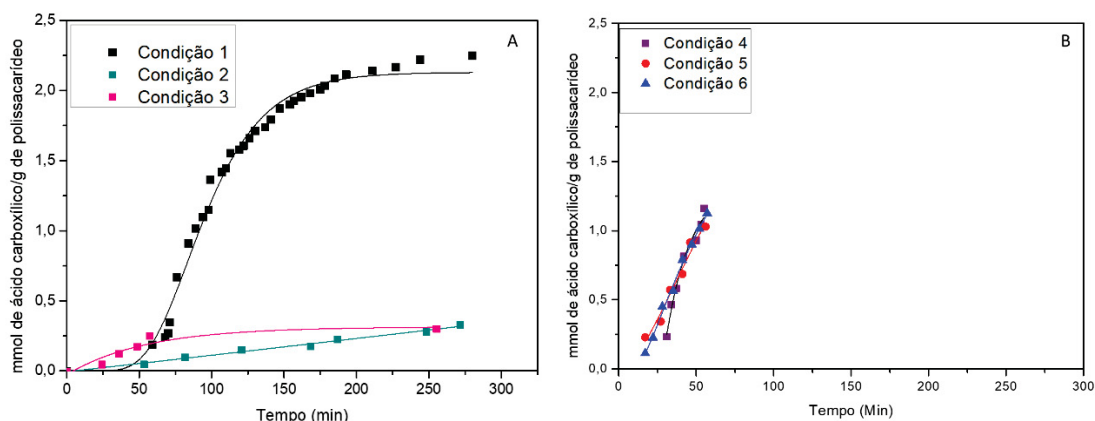 2,5
2,0
1,5
1,0
0,5
0,0
mmol de ácido carboxílico/g de polissacarídeo
Condição 1
Condição 2
Condição 3
A
0 50 100 150 200 250 300
Tempo (min)
2,5
2,0
1,5
1,0
0,5
0,0
mmol de ácido carboxílico/g de polissacarídeo
Condição 4
Condição 5
Condição 6
B
0 50 100 150 200 250 300
Tempo (Min)